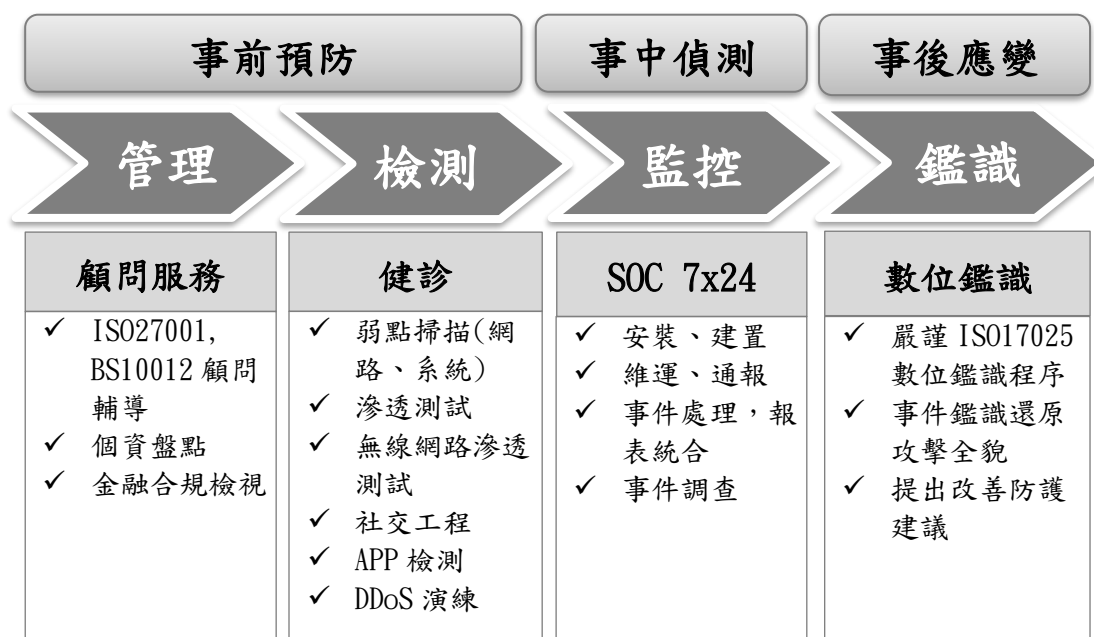 事前預防
事中偵測
事後應變
管理
檢測
監控
鑑識
顧問服務
✓ ISO27001,
BS10012 顧問
輔導
✓ 個資盤點
✓ 金融合規檢視
健診
✓ 弱點掃描(網
路、系統)
✓ 滲透測試
✓ 無線網路滲透
測試
✓ 社交工程
✓ APP 檢測
✓ DDoS 演練
SOC 7x24
✓ 安裝、建置
✓ 維運、通報
✓ 事件處理，報
表統合
✓ 事件調查
數位鑑識
✓ 嚴謹 ISO17025
數位鑑識程序
✓ 事件鑑識還原
攻擊全貌
✓ 提出改善防護
建議